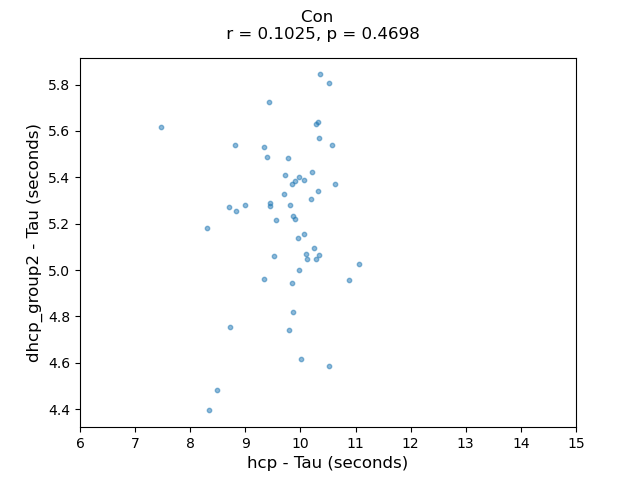 Con
r = 0.1025, p = 0.4698
5.8
5.6
5.4
5.2
5.0
4.8
4.6
4.4
dhcp_group2 - Tau (seconds)
6 7 8 9 10 11 12 13 14 15
hcp - Tau (seconds)